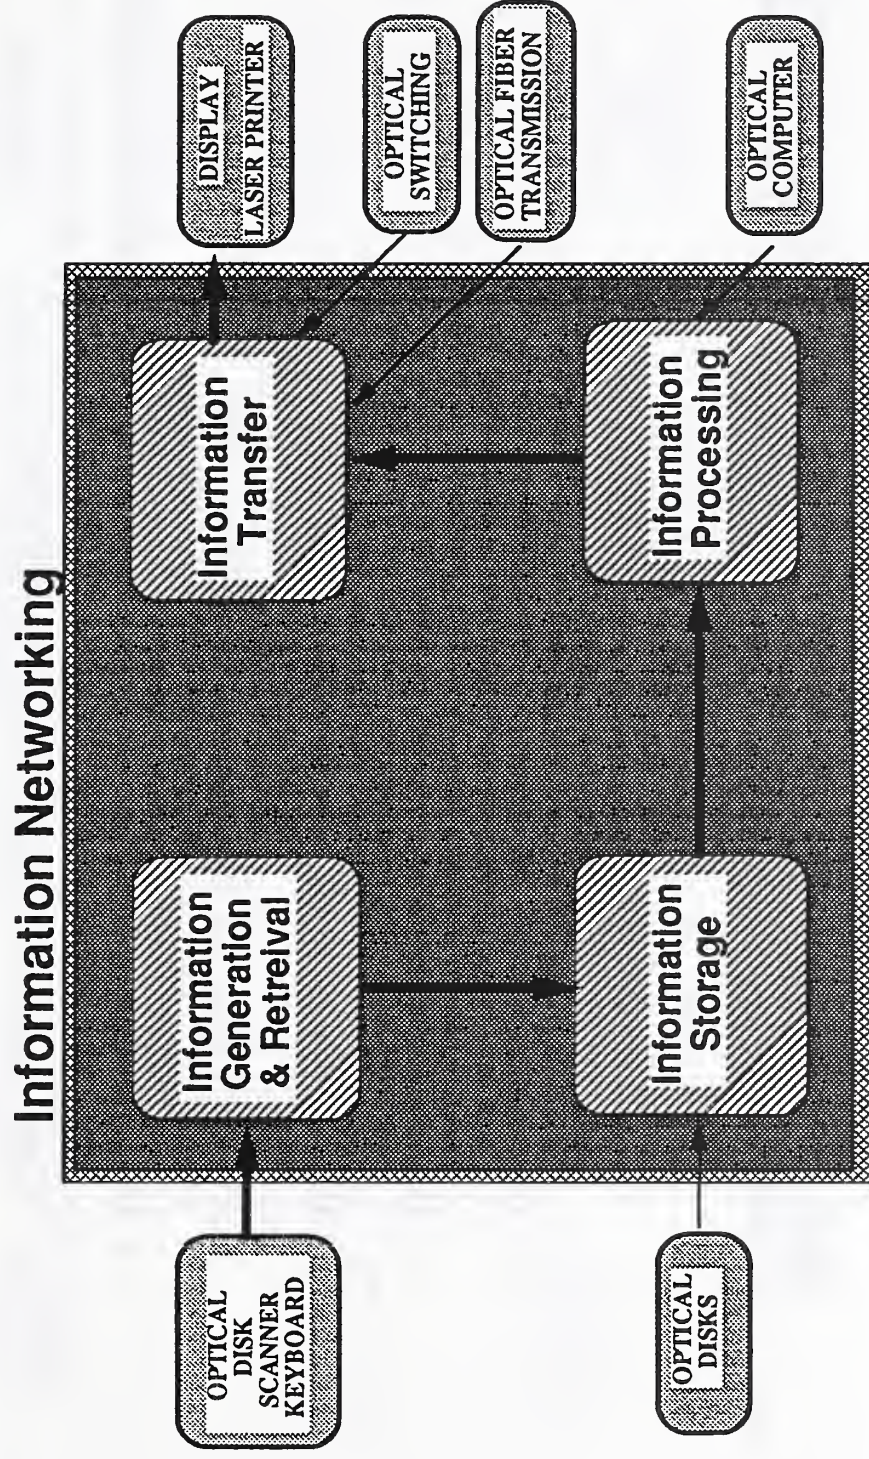 Information Networking
OPTICAL
DISK
SCANNER
KEYBOARD
Information
Generation
& Retreival
Information
Transfer
DISPLAY
LASER PRINTER
OPTICAL
SWITCHING
OPTICAL FIBER
TRANSMISSION
OPTICAL
DISKS
Information
Storage
Information
Processing
OPTICAL
COMPUTER